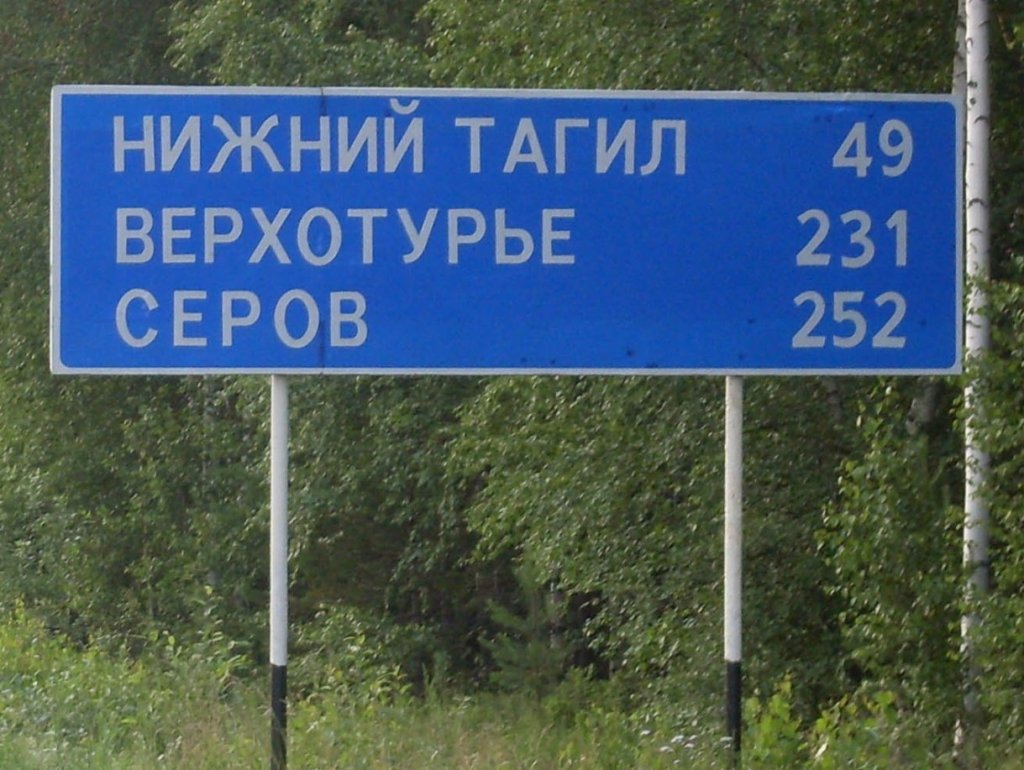 НИЖНИЙ ТАГИЛ 49
ВЕРХОТУРЬЕ 231
СЕРОВ 252